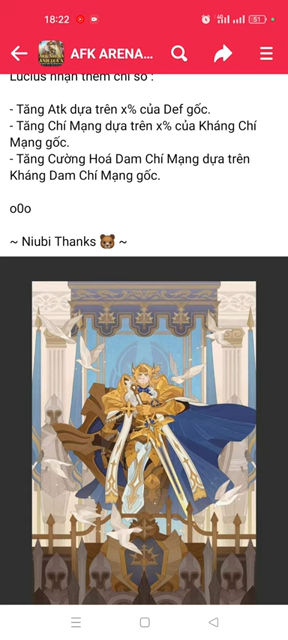 18:22
81
AFK ARENA...
Lucius nhận thêm chỉ số :
- Tăng Atk dựa trên x% của Def gốc.
- Tăng Chí Mạng dựa trên x% của Kháng Chí
Mạng gốc.
- Tăng Cường Hoá Dam Chí Mạng dựa trên
Kháng Dam Chí Mạng gốc.
o0o
~ Niubi Thanks 🐻 ~